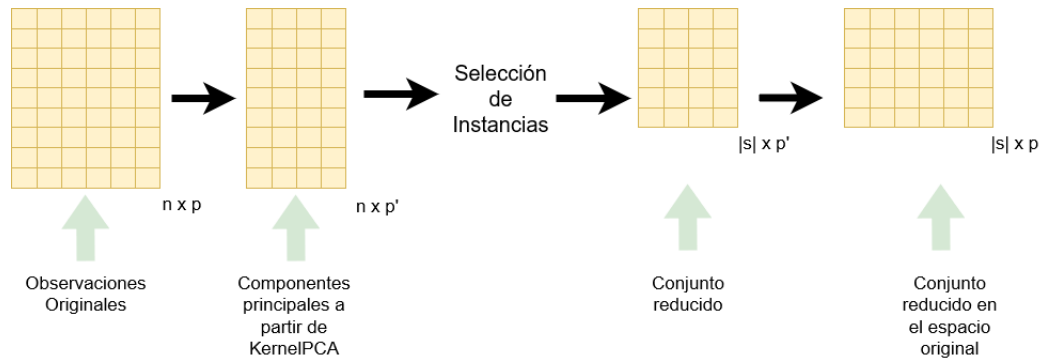 Selección
de
Instancias
|s| x p'
|s| x p
n x p
n x p'
Observaciones
Originales
Componentes
principales a
partir de
KernelPCA
Conjunto
reducido
Conjunto
reducido en
el espacio
original